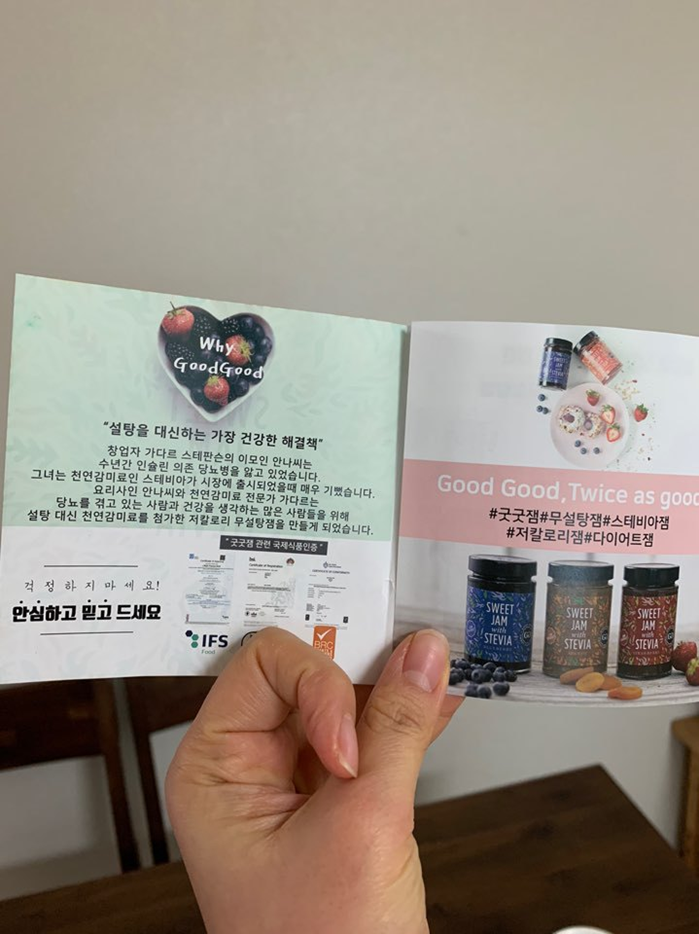 Why
GoodGood
"설탕을 대신하는 가장 건강한 해결책"
창업자 가다르 스테판슨의 이모인 안나씨는
수년간 인슐린 의존 당뇨병을 앓고 있었습니다.
그녀는 천연감미료인 스테비아가 시장에 출시되었을때 매우 기뻤습니다.
요리사인 안나씨와 천연감미료 전문가 가다르는
당뇨를 겪고 있는 사람과 건강을 생각하는 많은 사람들을 위해
설탕 대신 천연감미료를 첨가한 저칼로리 무설탕잼을 만들게 되었습니다.
" 굿굿잼 관련 국제식품인증 "
걱정하지마세요!
안심하고 믿고 드세요
IFS
Food
BRC
Good Good,Twice as good
#굿굿잼#무설탕잼#스테비아잼
#저칼로리잼#다이어트잼
SWEET
JAM
with
STEVIA
SWEET
JAM
with
STEVIA
SWEET
JAM
with
STEVIA